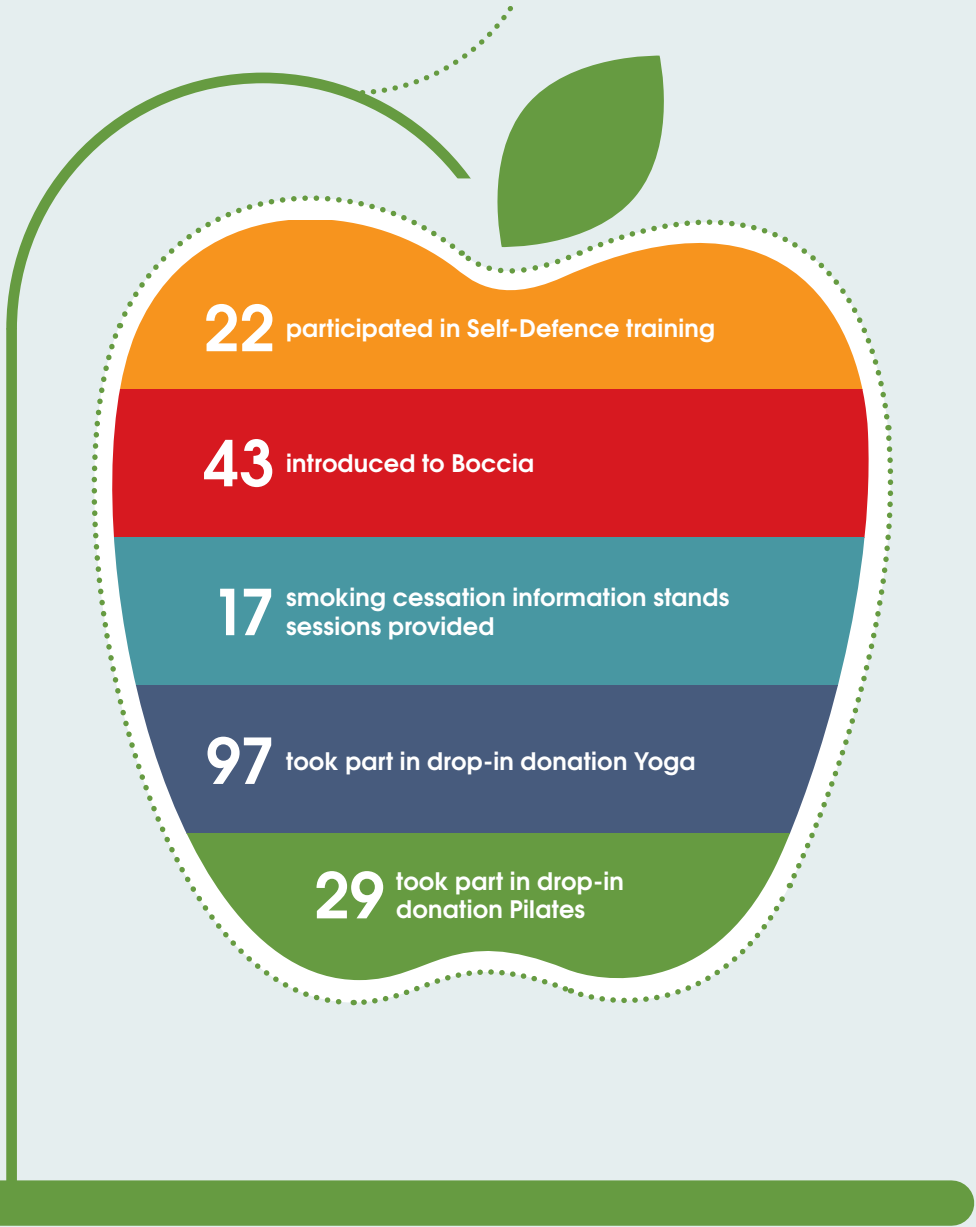 22 participated in Self-Defence training
43 introduced to Boccia
17 smoking cessation information stands
sessions provided
97 took part in drop-in donation Yoga
29 took part in drop-in
donation Pilates